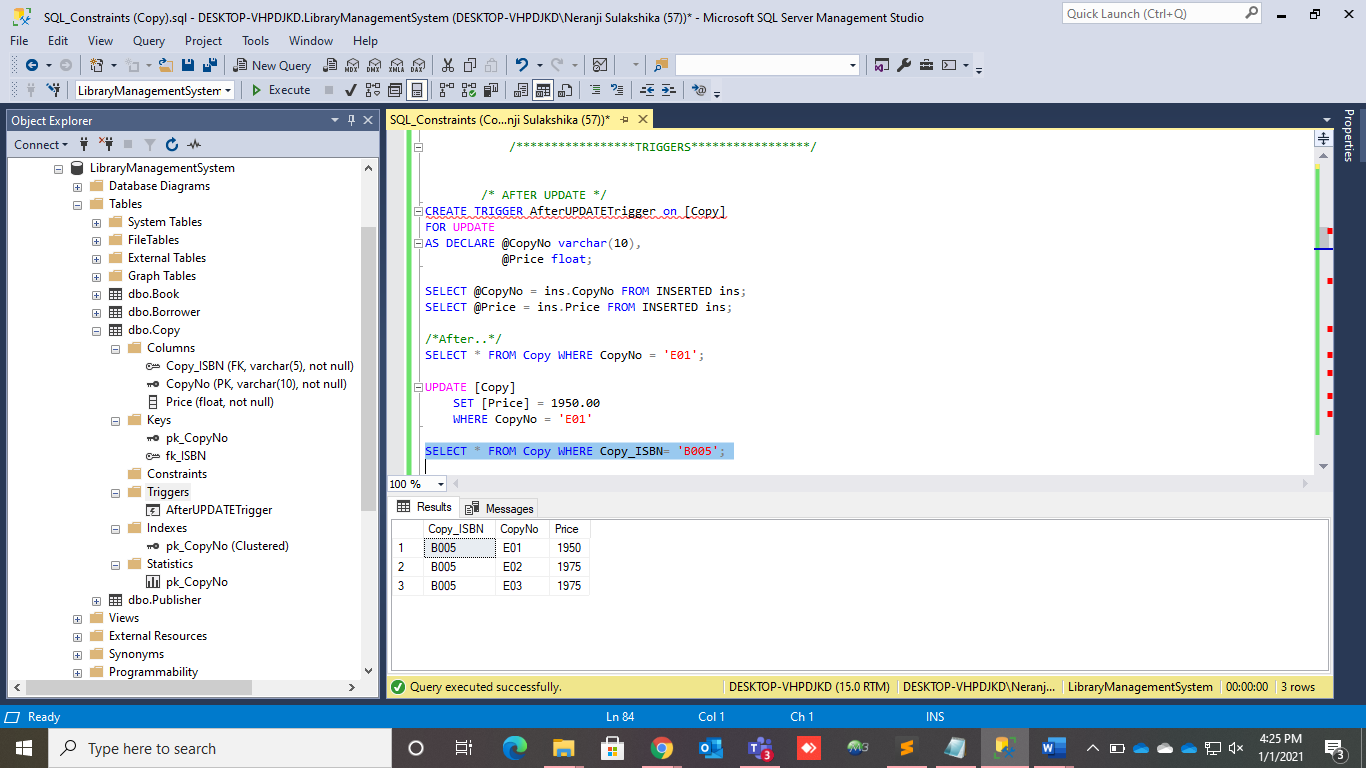 SQL_Constraints (Copy).sql - DESKTOP-VHPDJKD.LibraryManagementSystem (DESKTOP-VHPDJKD\Neranji Sulakshika (57))* - Microsoft SQL Server Management Studio
Quick Launch (Ctrl+Q)
File Edit View Query Project Tools Window Help
New Query MDX DMX XMLA DAX
LibraryManagementSystem Execute
Object Explorer
Connect
LibraryManagementSystem
Database Diagrams
Tables
System Tables
FileTables
External Tables
Graph Tables
dbo.Book
dbo.Borrower
dbo.Copy
Columns
Copy_ISBN (FK, varchar(5), not null)
CopyNo (PK, varchar(10), not null)
Price (float, not null)
Keys
pk_CopyNo
fk_ISBN
Constraints
Triggers
AfterUPDATETrigger
Indexes
pk_CopyNo (Clustered)
Statistics
pk_CopyNo
dbo.Publisher
Views
External Resources
Synonyms
Programmability
SQL_Constraints (Co...nji Sulakshika (57))*
/*****************TRIGGERS*****************/
/* AFTER UPDATE */
CREATE TRIGGER AfterUPDATETrigger on [Copy]
FOR UPDATE
AS DECLARE @CopyNo varchar(10),
@Price float;
SELECT @CopyNo = ins.CopyNo FROM INSERTED ins;
SELECT @Price = ins.Price FROM INSERTED ins;
/*After..*/
SELECT * FROM Copy WHERE CopyNo = 'E01';
UPDATE [Copy]
SET [Price] = 1950.00
WHERE CopyNo = 'E01'
SELECT * FROM Copy WHERE Copy_ISBN= 'B005';
100 %
Results Messages
Copy_ISBN CopyNo Price
1 B005 E01 1950
2 B005 E02 1975
3 B005 E03 1975
Query executed successfully. DESKTOP-VHPDJKD (15.0 RTM) DESKTOP-VHPDJKD\Neranj... LibraryManagementSystem 00:00:00 3 rows
Properties
Ready Ln 84 Col 1 Ch 1 INS
Type here to search
3
4:25 PM
1/1/2021
3